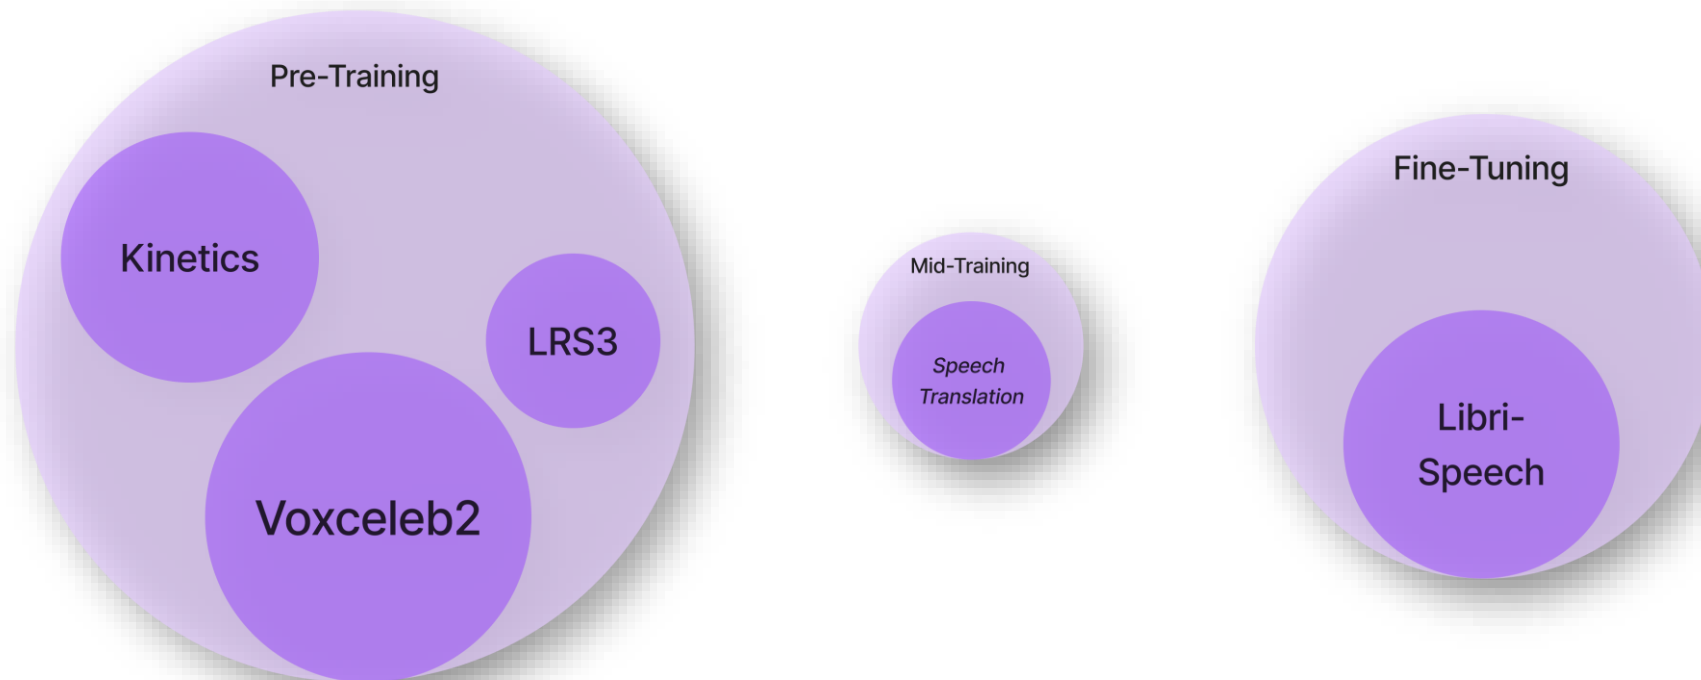 Pre-Training
Kinetics
LRS3
Voxceleb2
Mid-Training
Speech
Translation
Fine-Tuning
Libri-
Speech